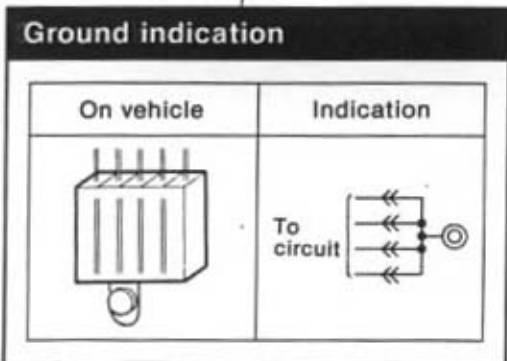 Ground indication
On vehicle
Indication
To
circuit